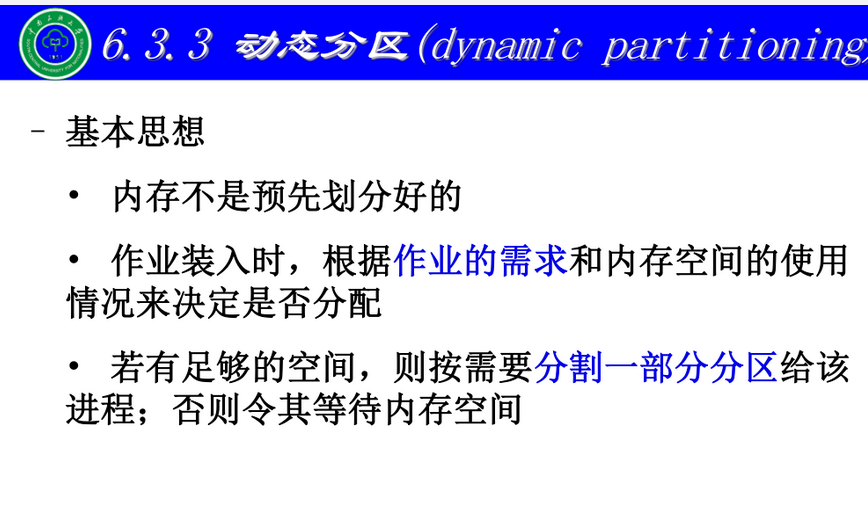 6.3.3 动态分区(dynamic partitioning)
- 基本思想
• 内存不是预先划分好的
• 作业装入时，根据作业的需求和内存空间的使用
情况来决定是否分配
• 若有足够的空间，则按需要分割一部分分区给该
进程；否则令其等待内存空间